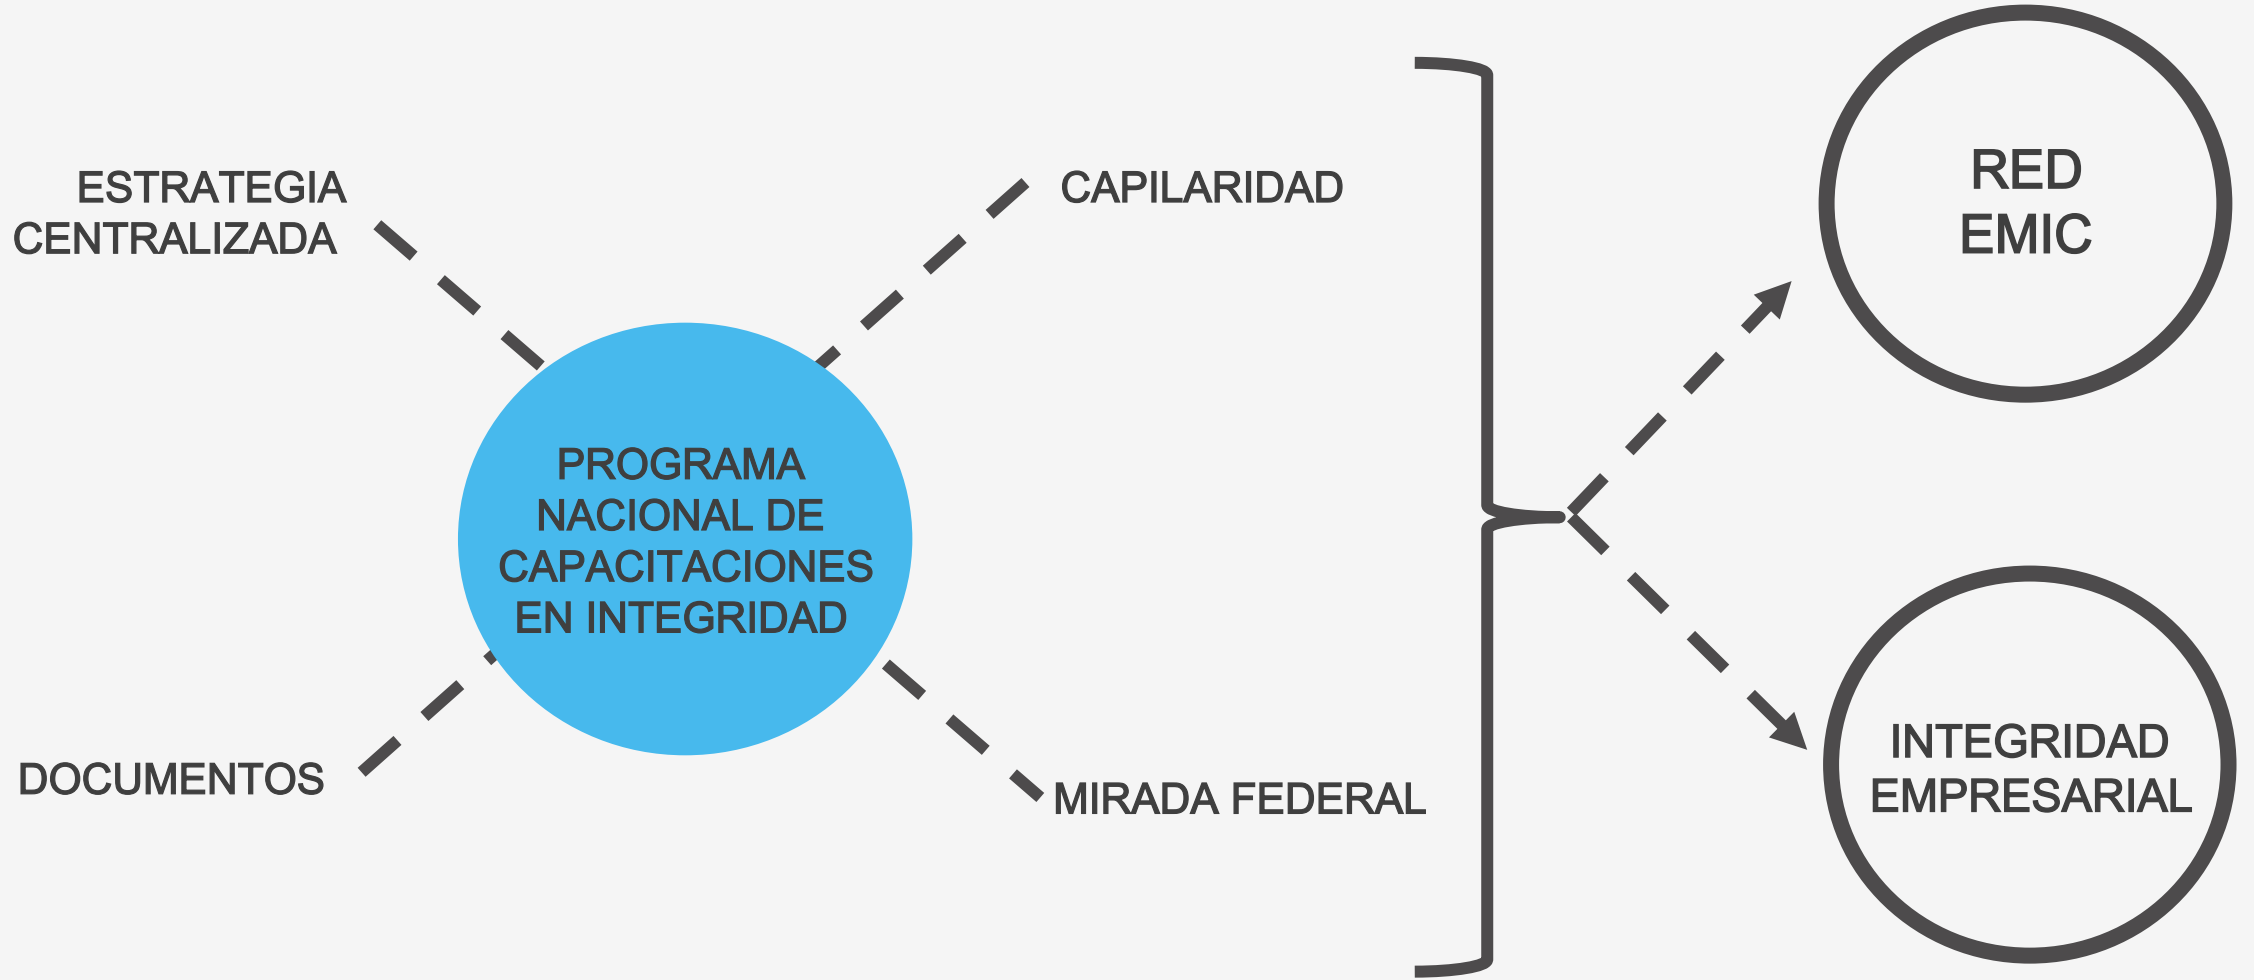 ESTRATEGIA
CENTRALIZADA
CAPILARIDAD
PROGRAMA
NACIONAL DE
CAPACITACIONES
EN INTEGRIDAD
DOCUMENTOS
MIRADA FEDERAL
RED
EMIC
INTEGRIDAD
EMPRESARIAL